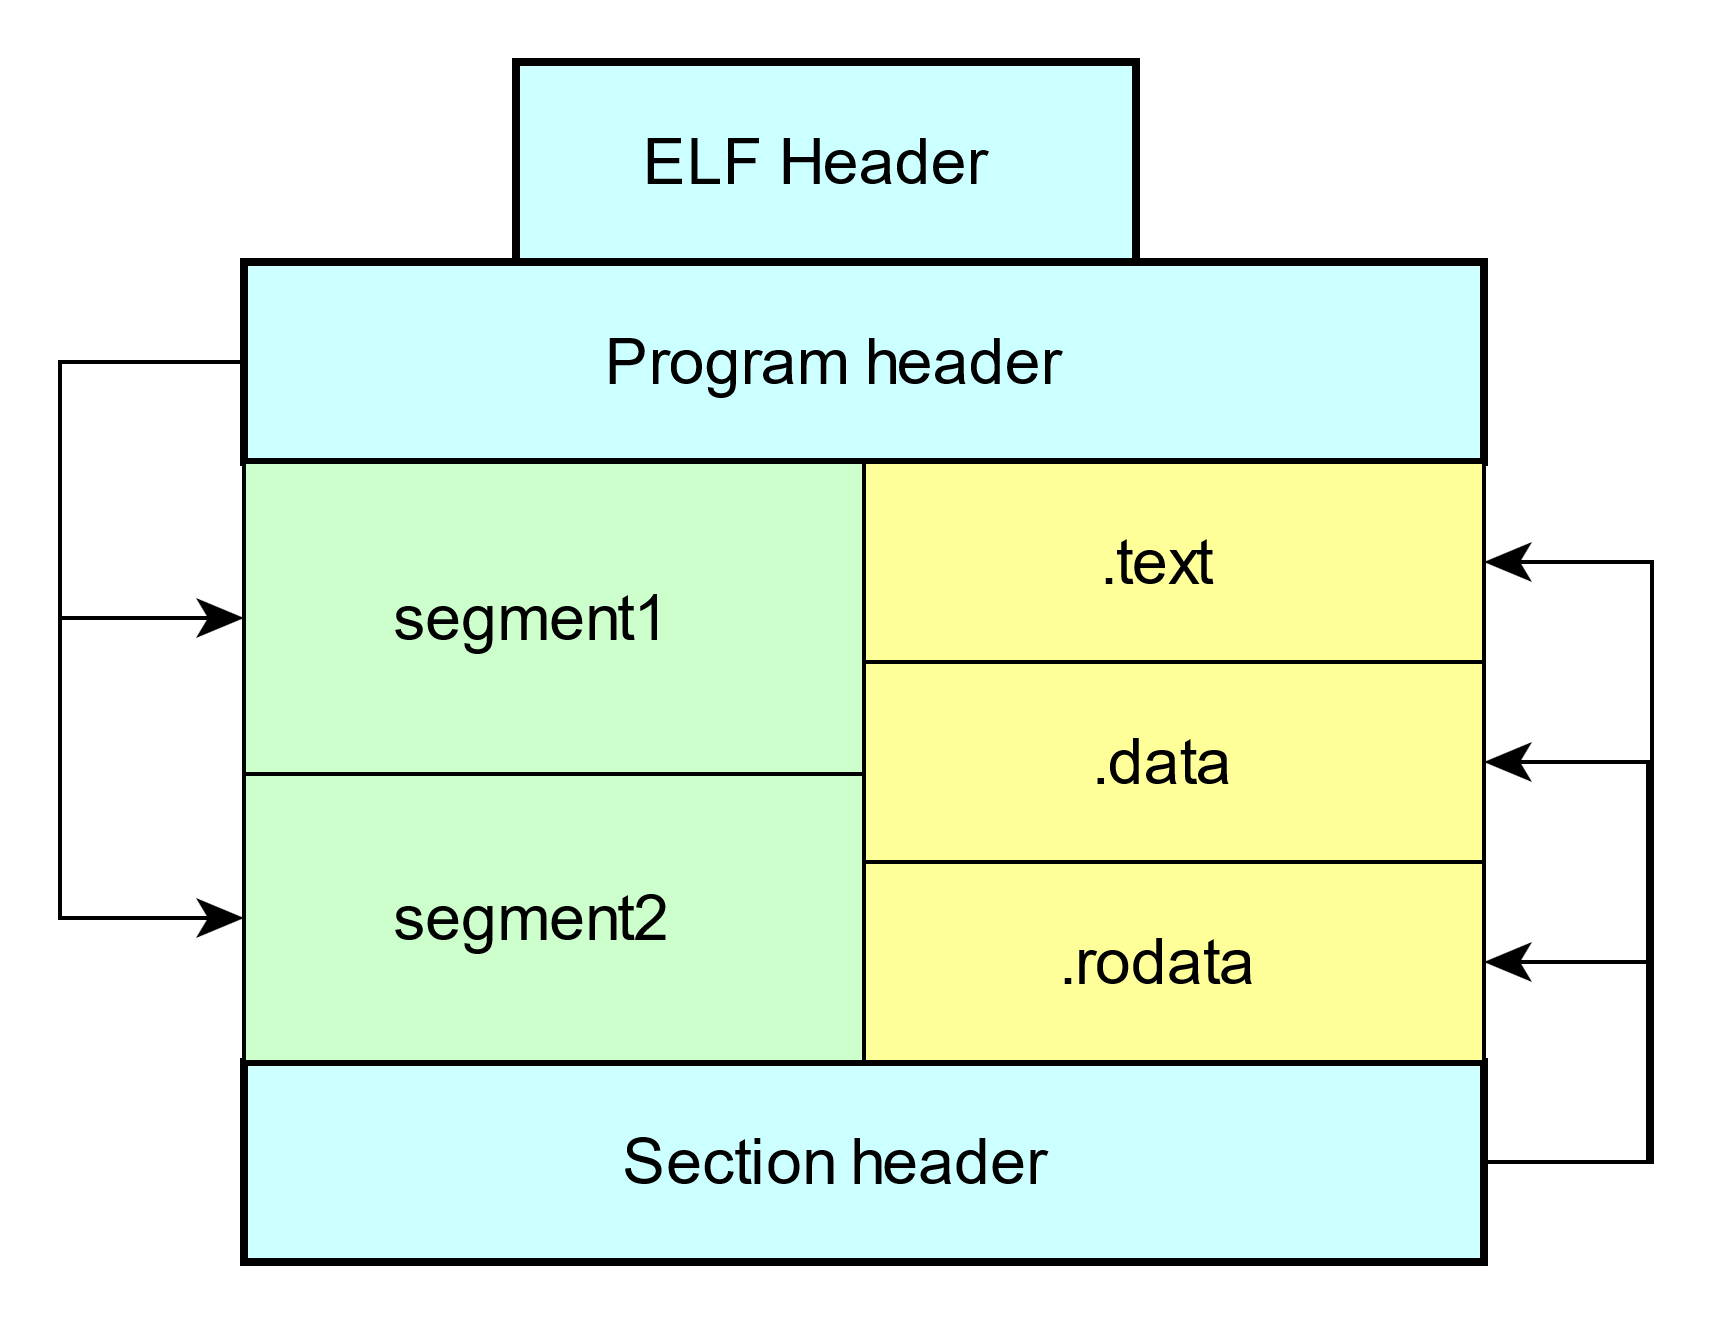 ELF Header
Program header
segment1
segment2
.text
.data
.rodata
Section header